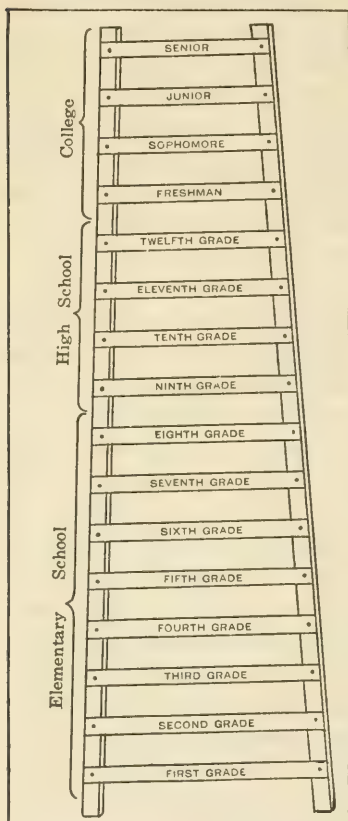 SENIOR
JUNIOR
SOPHOMORE
FRESHMAN
TWELFTH GRADE
ELEVENTH GRADE
TENTH GRADE
NINTH GRADE
EIGHTH GRADE
SEVENTH GRADE
SIXTH GRADE
FIFTH GRADE
FOURTH GRADE
THIRD GRADE
SECOND GRADE
FIRST GRADE
College
High School
Elementary School